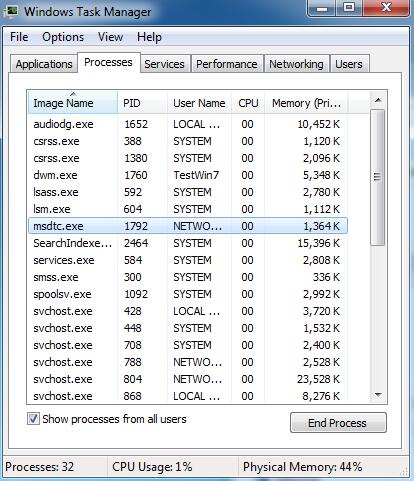 Windows Task Manager
File Options View Help
Applications Processes Services Performance Networking Users
Image Name PID User Name CPU Memory (Pri...
audiodg.exe 1652 LOCAL ... 00 10,452 K
csrss.exe 388 SYSTEM 00 1,120 K
csrss.exe 1380 SYSTEM 00 2,096 K
dwm.exe 1760 TestWin7 00 5,348 K
lsass.exe 592 SYSTEM 00 2,780 K
lsm.exe 604 SYSTEM 00 1,112 K
msdtc.exe 1792 NETWO... 00 1,364 K
SearchIndexe... 2464 SYSTEM 00 15,396 K
services.exe 584 SYSTEM 00 2,808 K
smss.exe 300 SYSTEM 00 336 K
spoolsv.exe 1092 SYSTEM 00 2,992 K
svchost.exe 428 LOCAL ... 00 3,720 K
svchost.exe 448 SYSTEM 00 1,532 K
svchost.exe 708 SYSTEM 00 2,400 K
svchost.exe 788 NETWO... 00 2,528 K
svchost.exe 804 NETWO... 00 23,528 K
svchost.exe 868 LOCAL ... 00 8,276 K
Show processes from all users End Process
Processes: 32 CPU Usage: 1% Physical Memory: 44%